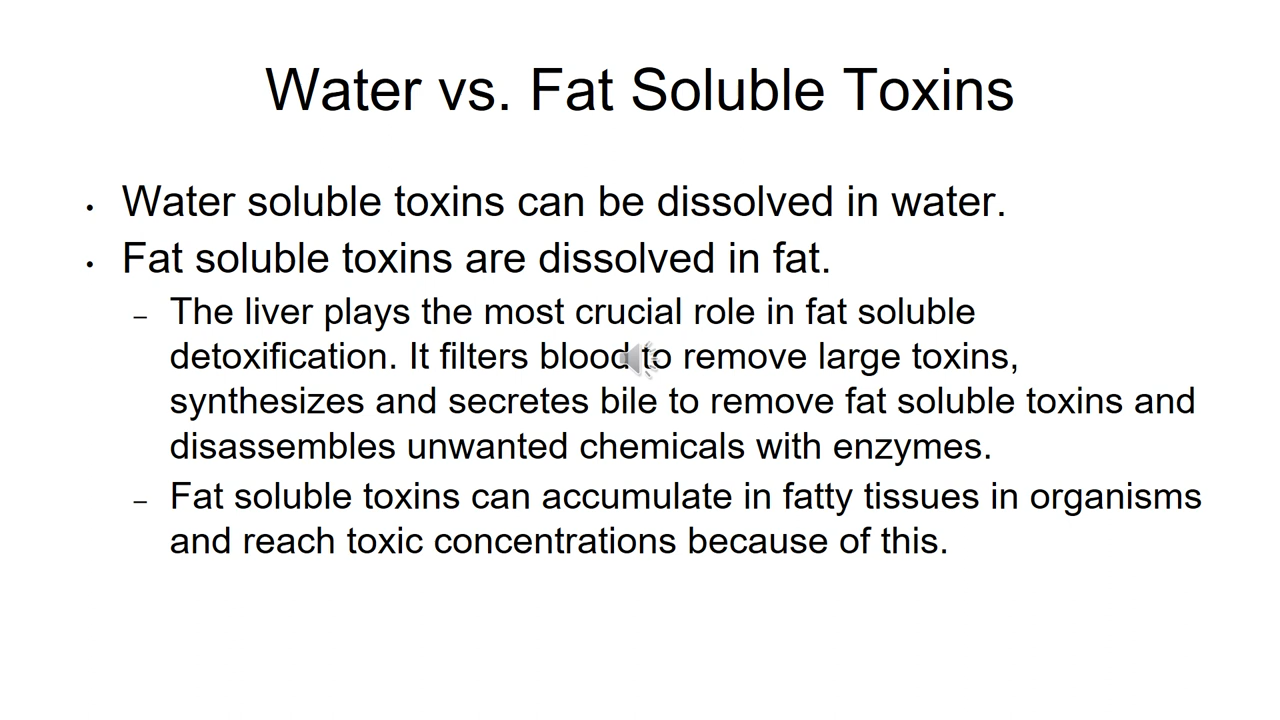 Water vs. Fat Soluble Toxins
• Water soluble toxins can be dissolved in water.
• Fat soluble toxins are dissolved in fat.
– The liver plays the most crucial role in fat soluble
detoxification. It filters blood to remove large toxins,
synthesizes and secretes bile to remove fat soluble toxins and
disassembles unwanted chemicals with enzymes.
– Fat soluble toxins can accumulate in fatty tissues in organisms
and reach toxic concentrations because of this.